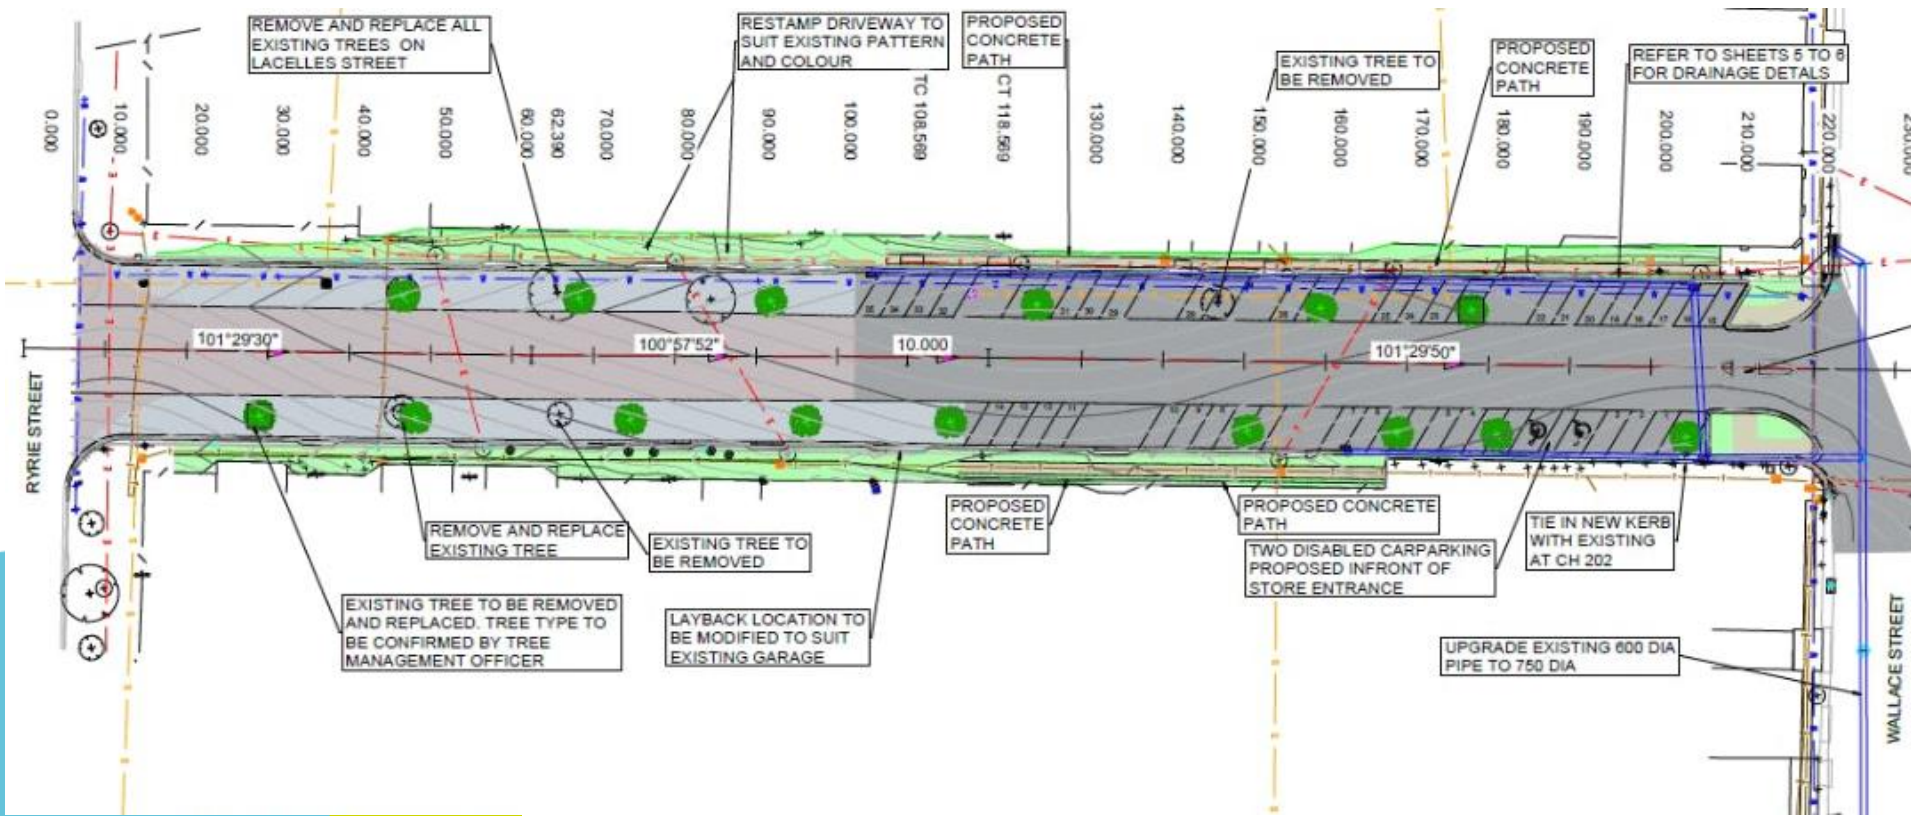 REMOVE AND REPLACE ALL
EXISTING TREES ON
LACELLES STREET
RESTAMP DRIVEWAY TO
SUIT EXISTING PATTERN
AND COLOUR
PROPOSED
CONCRETE
PATH
EXISTING TREE TO
BE REMOVED
PROPOSED
CONCRETE
PATH
REFER TO SHEETS 5 TO 6
FOR DRAINAGE DETALS
0.000
10.000
20.000
30.000
40.000
50.000
60.000
62.390
70.000
80.000
90.000
100.000
TC 108.569
CT 118.569
130.000
140.000
150.000
160.000
170.000
180.000
190.000
200.000
210.000
220.000
101°29'30"
100°57'52"
10.000
101°29'50"
RYRIE STREET
WALLACE STREET
REMOVE AND REPLACE
EXISTING TREE
EXISTING TREE TO
BE REMOVED
PROPOSED
CONCRETE
PATH
PROPOSED CONCRETE
PATH
TWO DISABLED CARPARKING
PROPOSED INFRONT OF
STORE ENTRANCE
TIE IN NEW KERB
WITH EXISTING
AT CH 202
EXISTING TREE TO BE REMOVED
AND REPLACED. TREE TYPE TO
BE CONFIRMED BY TREE
MANAGEMENT OFFICER
LAYBACK LOCATION TO
BE MODIFIED TO SUIT
EXISTING GARAGE
UPGRADE EXISTING 600 DIA
PIPE TO 750 DIA